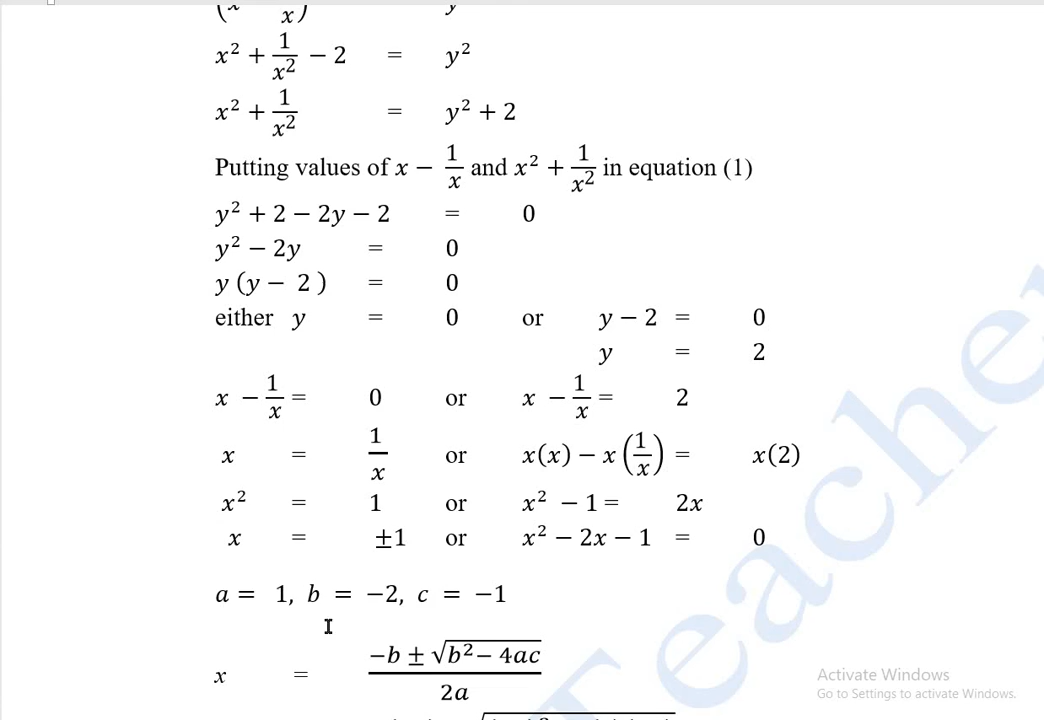 x² + 1/x² − 2 = y²
x² + 1/x² = y² + 2
Putting values of x − 1/x and x² + 1/x² in equation (1)
y² + 2 − 2y − 2 = 0
y² − 2y = 0
y (y − 2 ) = 0
either y = 0 or y − 2 = 0
y = 2
x − 1/x = 0 or x − 1/x = 2
x = 1/x or x(x) − x(1/x) = x(2)
x² = 1 or x² − 1 = 2x
x = ±1 or x² − 2x − 1 = 0
a = 1, b = −2, c = −1
x = (−b ± √(b² − 4ac))/2a
Teacher
Activate Windows
Go to Settings to activate Windows.